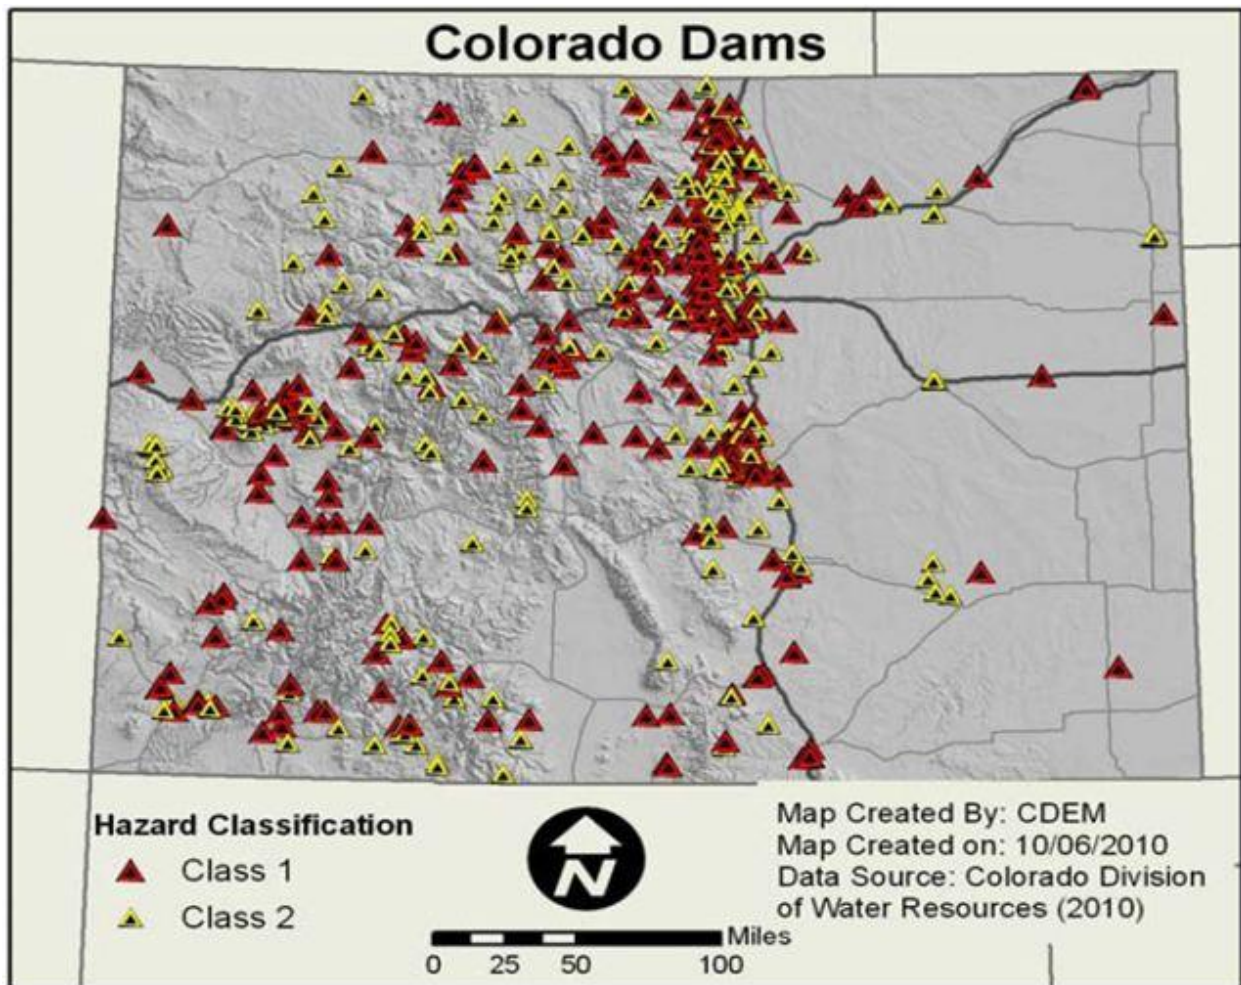 Colorado Dams
Hazard Classification
Class 1
Class 2
N
Map Created By: CDEM
Map Created on: 10/06/2010
Data Source: Colorado Division
of Water Resources (2010)
Miles
0 25 50 100